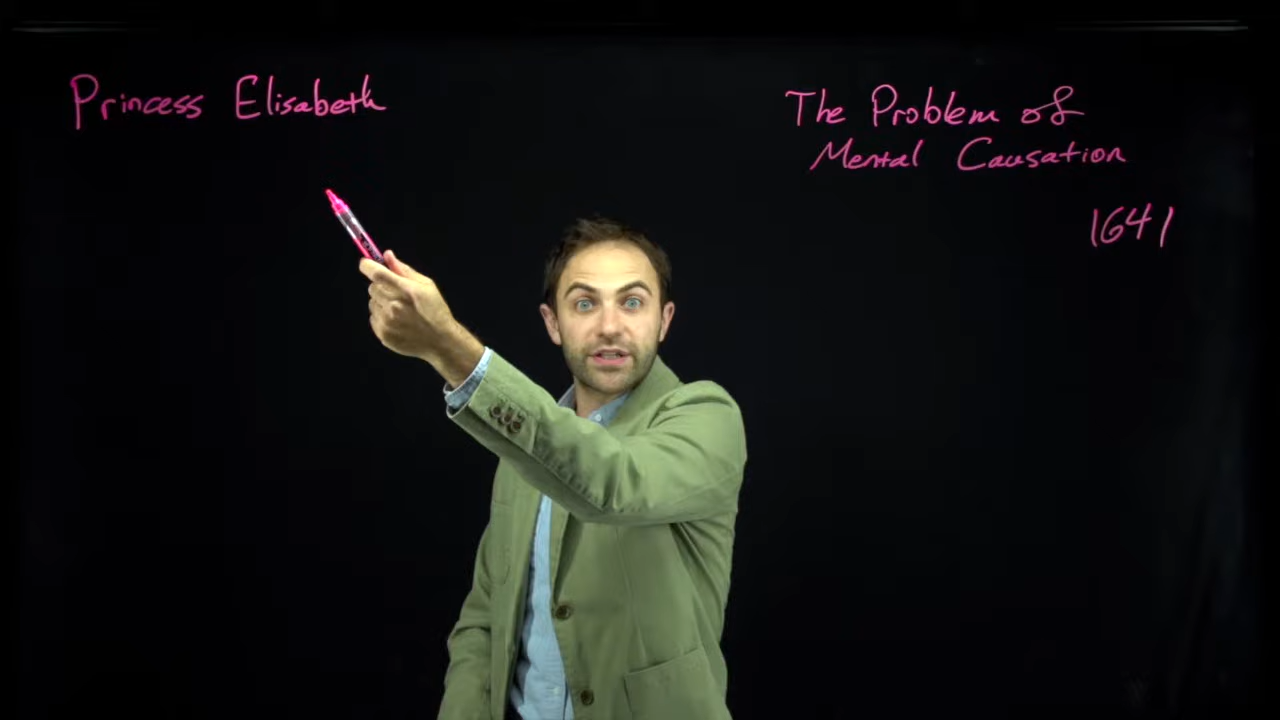 Princess Elisabeth
The Problem of
Mental Causation
1641